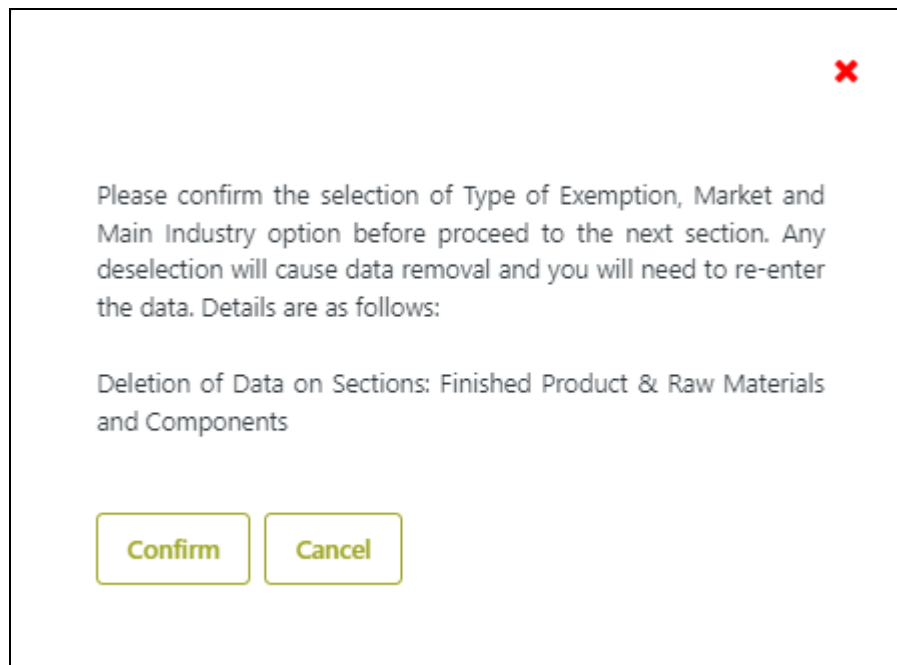 Please confirm the selection of Type of Exemption, Market and
Main Industry option before proceed to the next section. Any
deselection will cause data removal and you will need to re-enter
the data. Details are as follows:
Deletion of Data on Sections: Finished Product & Raw Materials
and Components
Confirm Cancel